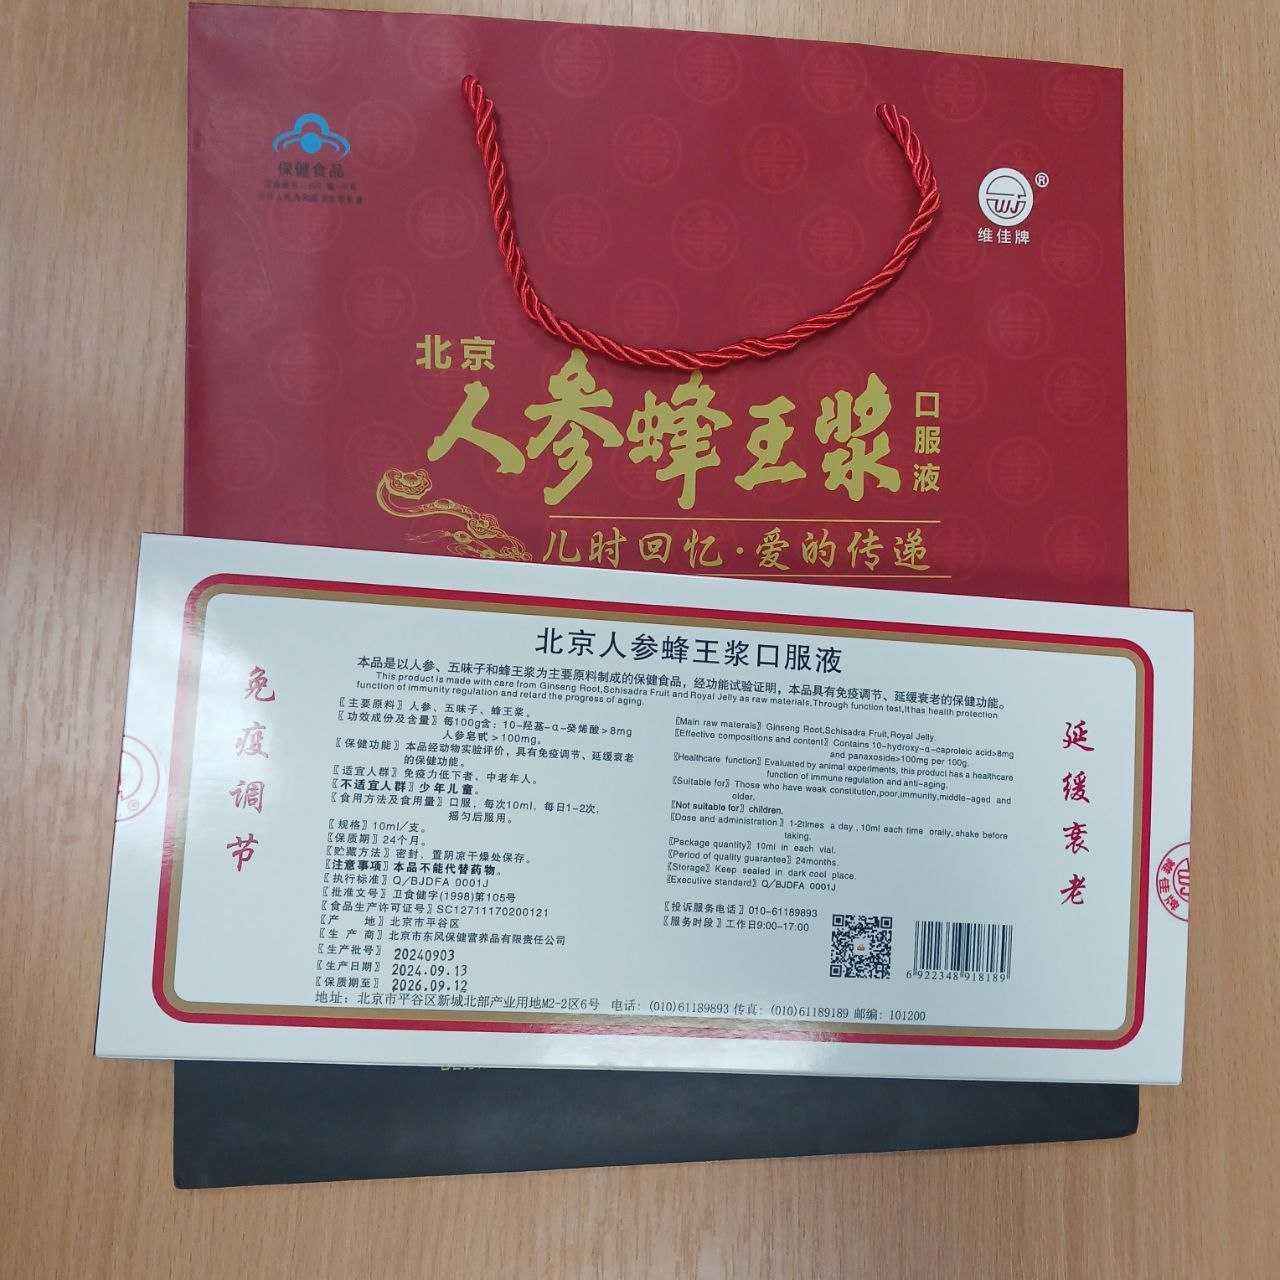 保健食品
WJ®
维佳牌
北京
人参蜂王浆
口服液
儿时回忆·爱的传递
北京人参蜂王浆口服液
本品是以人参、五味子和蜂王浆为主要原料制成的保健食品，经功能试验证明，本品具有免疫调节、延缓衰老的保健功能。
This product is made with care from Ginseng Root,Schisadra Fruit and Royal Jelly as raw materials.Through function test,Ithas health protection
function of immunity regulation and retard the progress of aging.
免疫调节
〖主要原料〗人参、五味子、蜂王浆。
〖功效成份及含量〗每100g含：10-羟基-α-癸烯酸>8mg
人参皂甙>100mg。
〖保健功能〗本品经动物实验评价，具有免疫调节、延缓衰老
的保健功能。
〖适宜人群〗免疫力低下者、中老年人。
〖不适宜人群〗少年儿童。
〖食用方法及食用量〗口服，每次10ml，每日1-2次，
摇匀后服用。
〖规格〗10ml/支。
〖保质期〗24个月。
〖贮藏方法〗密封，置阴凉干燥处保存。
〖注意事项〗本品不能代替药物。
〖执行标准〗Q/BJDFA 0001J
〖批准文号〗卫食健字(1998)第105号
〖食品生产许可证号〗SC12711170200121
〖产 地〗北京市平谷区
〖生 产 商〗北京市东风保健营养品有限责任公司
〖生产批号〗 20240903
〖生产日期〗 2024.09.13
〖保质期至〗 2026.09.12
〖Main raw materals〗Ginseng Root,Schisadra Fruit,Royal Jelly.
〖Effective compositions and content〗Contains 10-hydroxy-α-caproleic acid>8mg
and panaxoside>100mg per 100g.
〖Healthcare function〗Evaluated by animal experiments, this product has a healthcare
function of immune regulation and anti-aging.
〖Suitable for〗Those who have weak constitution,poor,immunity,middle-aged and
older.
〖Not suitable for〗children.
〖Dose and administration〗1-2times a day , 10ml each time orally, shake before
taking.
〖Package quantity〗10ml in each vial.
〖Period of quality guarantee〗24months.
〖Storage〗Keep sealed in dark cool place.
〖Executive standard〗Q/BJDFA 0001J
〖投诉服务电话〗010-61189893
〖服务时段〗工作日9:00-17:00
6 922348 918189
延缓衰老
WJ
维佳牌
地址: 北京市平谷区新城北部产业用地M2-2区6号 电话: (010)61189893 传真: (010)61189189 邮编: 101200